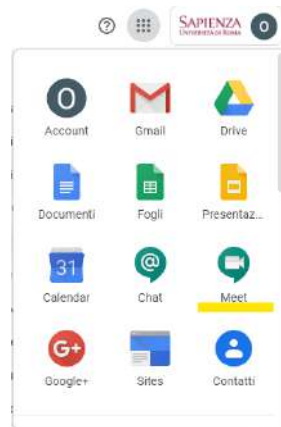 SAPIENZA
UNIVERSITÀ DI ROMA
O
O
Account
Gmail
Drive
Documenti
Fogli
Presentaz...
31
Calendar
Chat
Meet
G+
Google+
Sites
Contatti